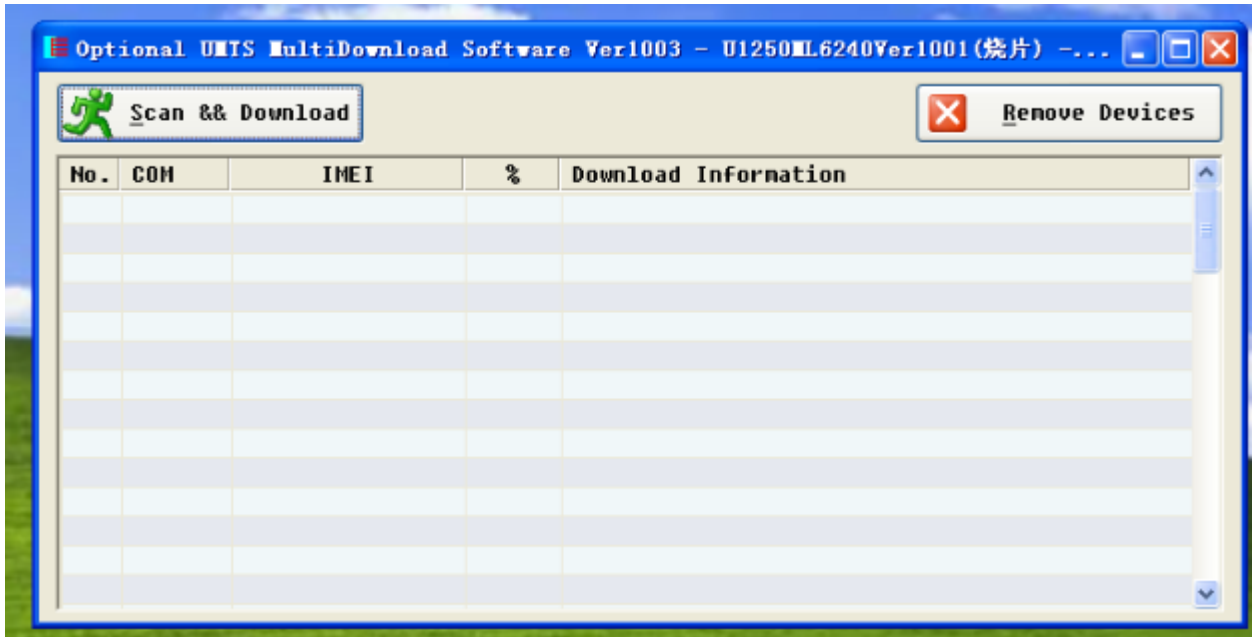 Optional UMTS MultiDownload Software Ver1003 - U1250ML6240Ver1001(烧片) -...
Scan && Download
Remove Devices
No. COM IMEI % Download Information